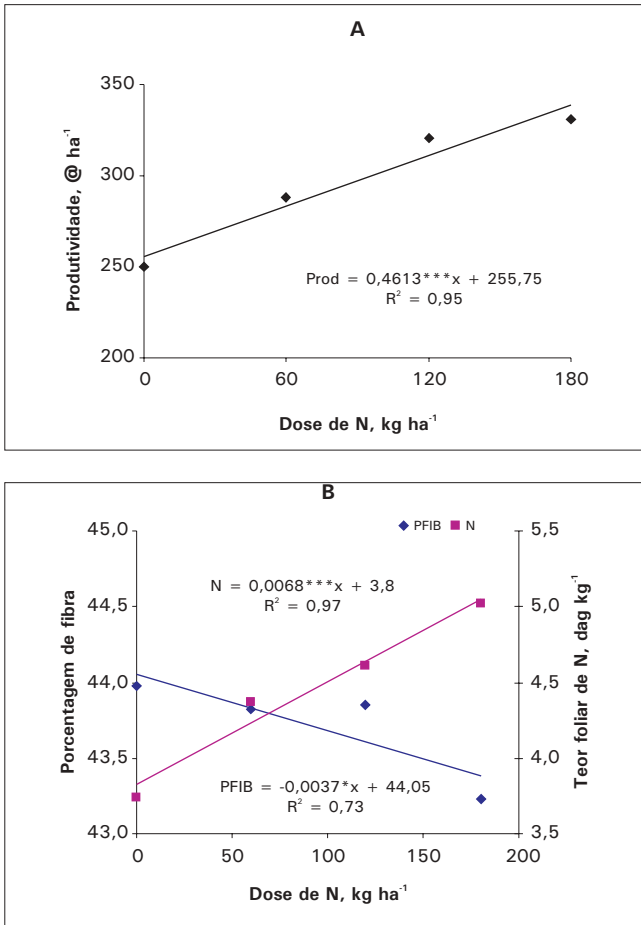 A
350
300
250
200
Produtividade, @ ha⁻¹
Prod = 0,4613***x + 255,75
R² = 0,95
0
60
120
180
Dose de N, kg ha⁻¹
B
PFIB
N
45,0
44,5
44,0
43,5
43,0
Porcentagem de fibra
N = 0,0068***x + 3,8
R² = 0,97
PFIB = -0,0037*x + 44,05
R² = 0,73
5,5
5,0
4,5
4,0
3,5
Teor foliar de N, dag kg⁻¹
0
50
100
150
200
Dose de N, kg ha⁻¹